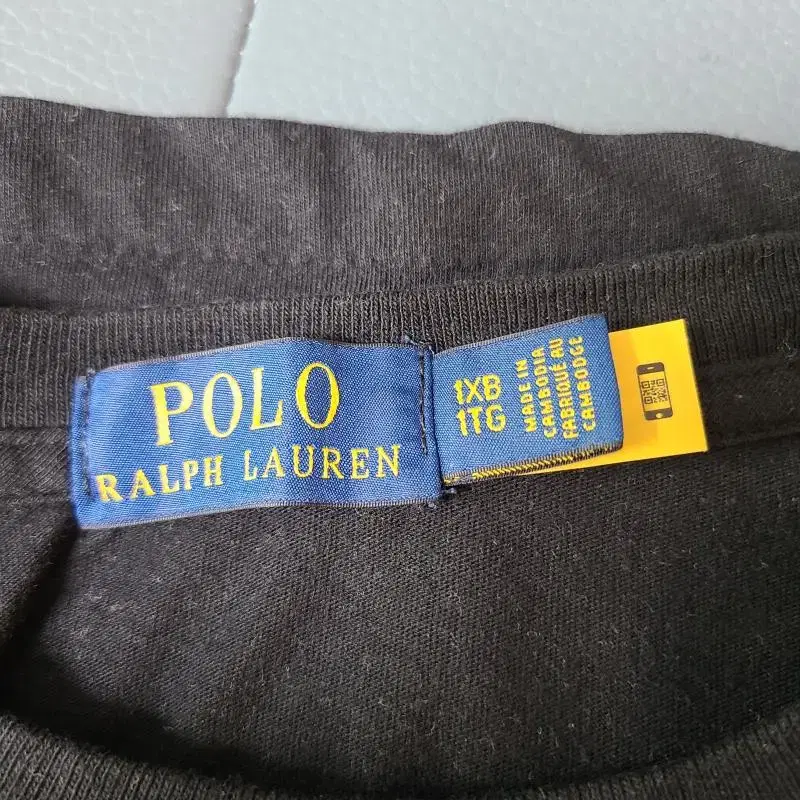 POLO
RALPH LAUREN
1XB
1TG
MADE IN
CAMBODIA
FABRIQUÉ AU
CAMBODGE